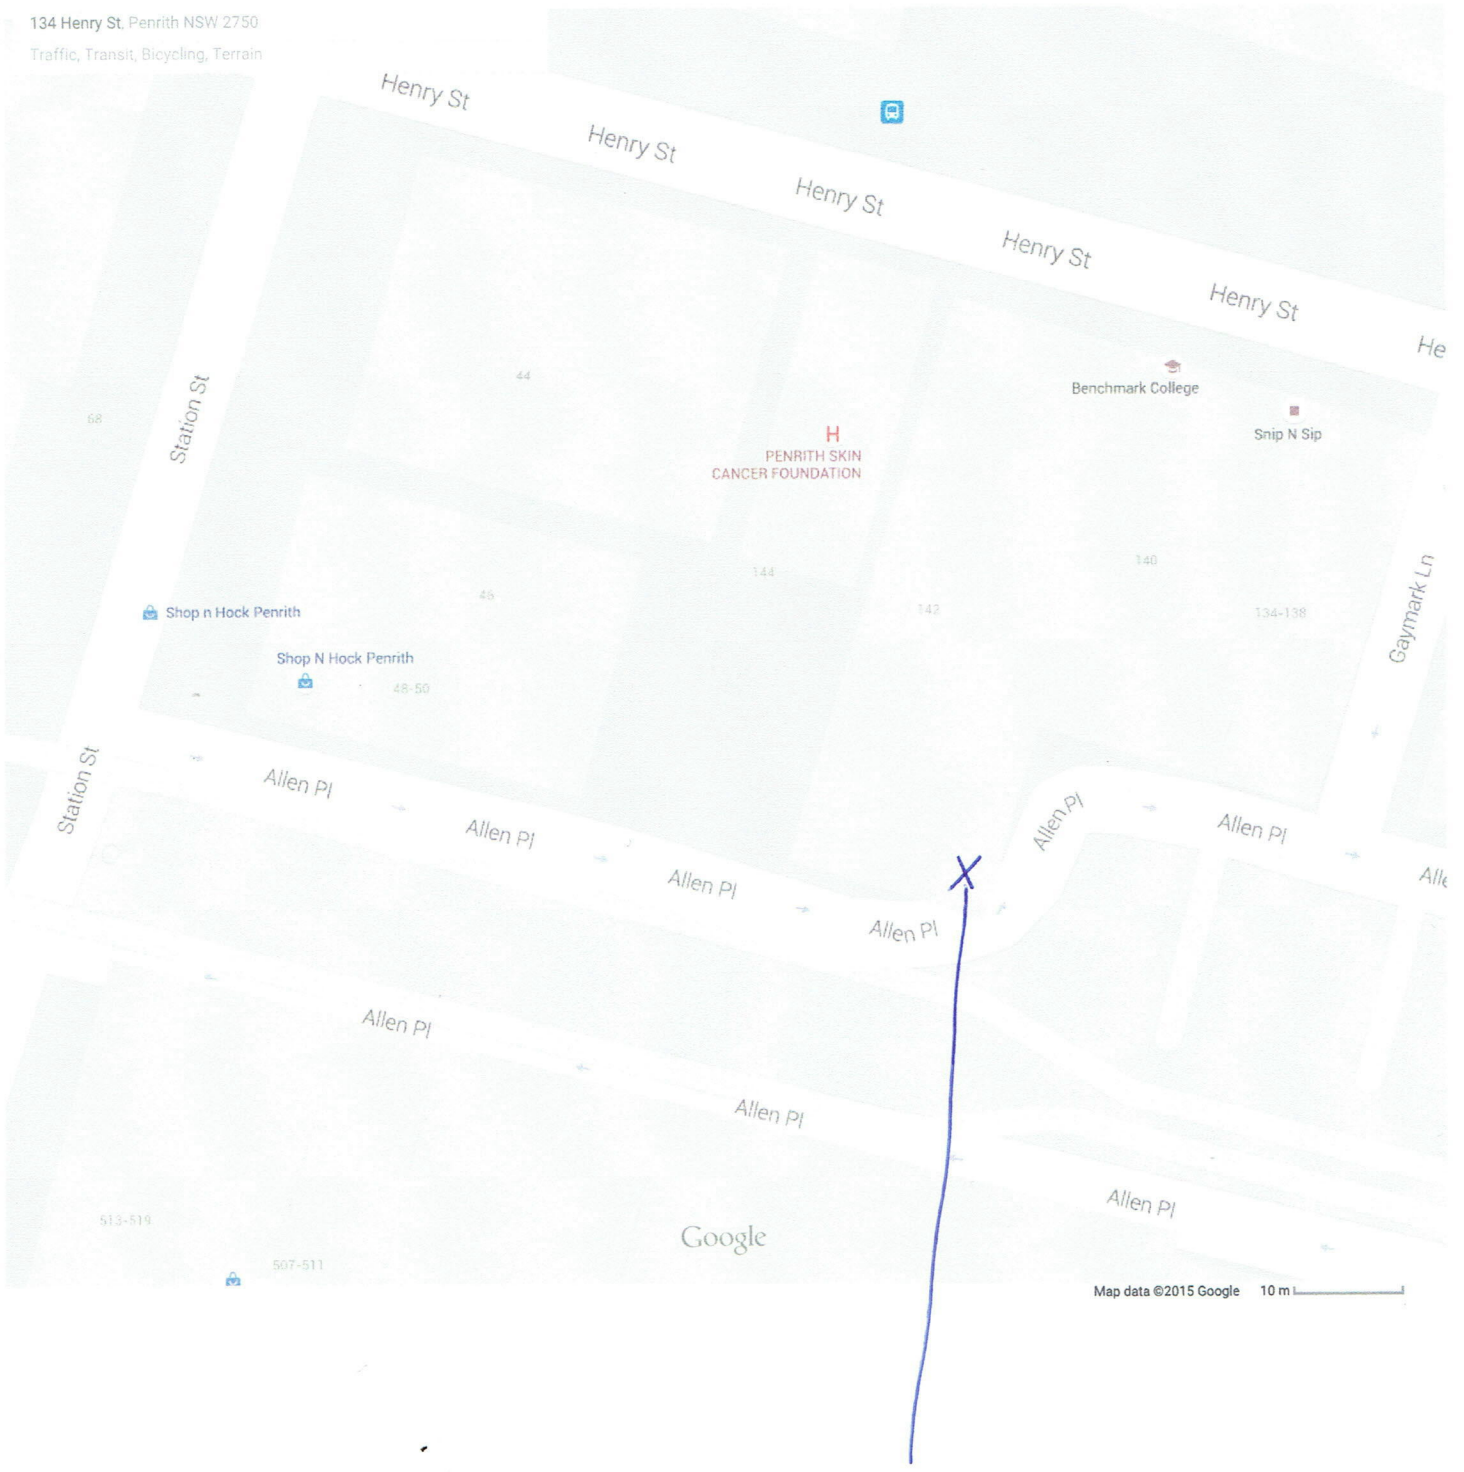 134 Henry St, Penrith NSW 2750
Traffic, Transit, Bicycling, Terrain
Henry St
Henry St
Henry St
Henry St
Henry St
He
Benchmark College
Snip N Sip
44
68
Station St
H
PENRITH SKIN
CANCER FOUNDATION
140
144
46
142
134-138
Gaymark Ln
Shop n Hock Penrith
Shop N Hock Penrith
48-50
Station St
Allen Pl
Allen Pl
Allen Pl
Allen Pl
Allen Pl
Allen Pl
Alle
X
Allen Pl
Allen Pl
Allen Pl
513-519
507-511
Google
Map data ©2015 Google 10 m